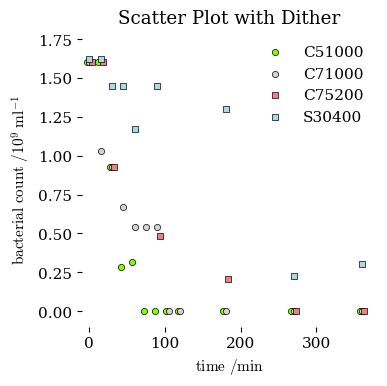 Scatter Plot with Dither
1.75
1.50
1.25
1.00
0.75
0.50
0.25
0.00
bacterial count /10⁹ ml⁻¹
C51000
C71000
C75200
S30400
0 100 200 300
time /min